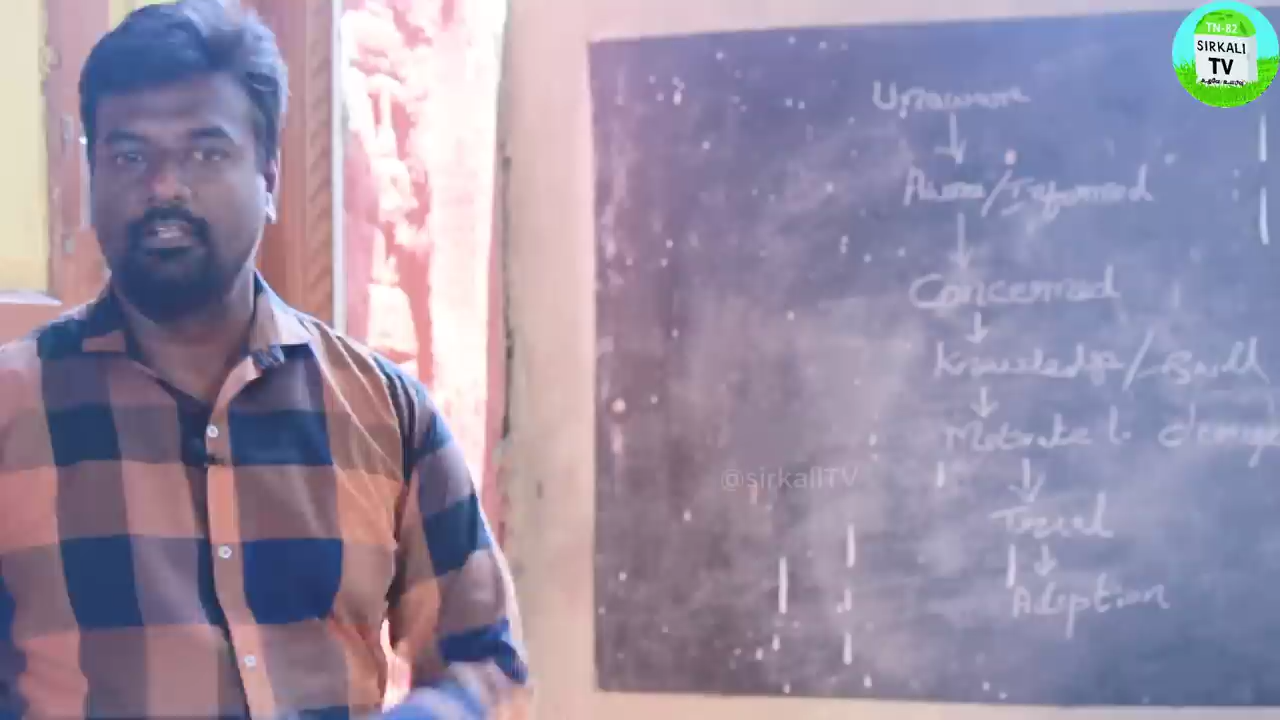 TN-82
SIRKALI
TV
Unaware
Aware/Informed
Concerned
Knowledge/Skill
Motivate to change
@sirkaliTV
Trial
Adoption